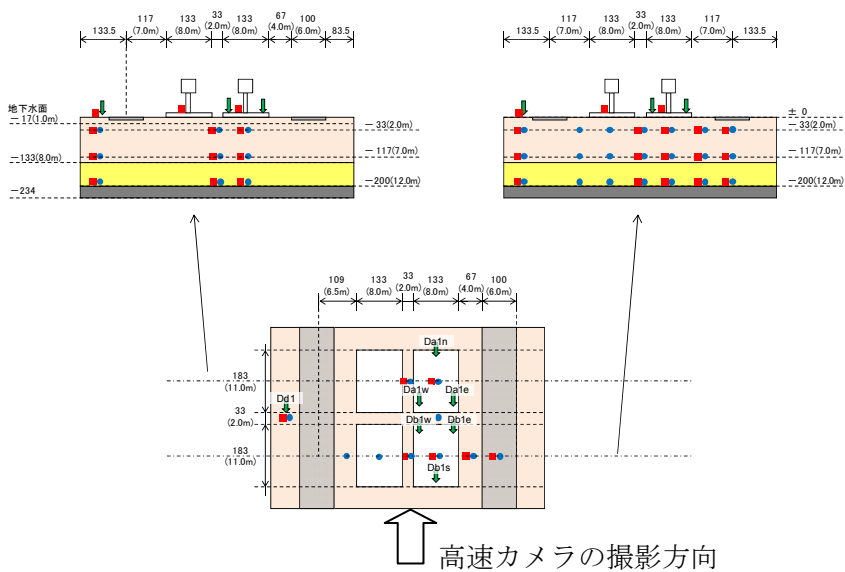 133.5 117 133 33 133 67 100 83.5
(7.0m) (8.0m) (2.0m) (8.0m) (4.0m) (6.0m)
地下水面
－17(1.0m)
－33(2.0m)
－117(7.0m)
－133(8.0m)
－200(12.0m)
－234
133.5 117 133 33 133 117 133.5
(7.0m) (8.0m) (2.0m) (8.0m) (7.0m)
± 0
－33(2.0m)
－117(7.0m)
－200(12.0m)
109 133 33 133 67 100
(6.5m) (8.0m) (2.0m) (8.0m) (4.0m) (6.0m)
Da1n
183
(11.0m)
Da1w Da1e
Dd1
33
(2.0m)
Db1w Db1e
183
(11.0m)
Db1s
高速カメラの撮影方向